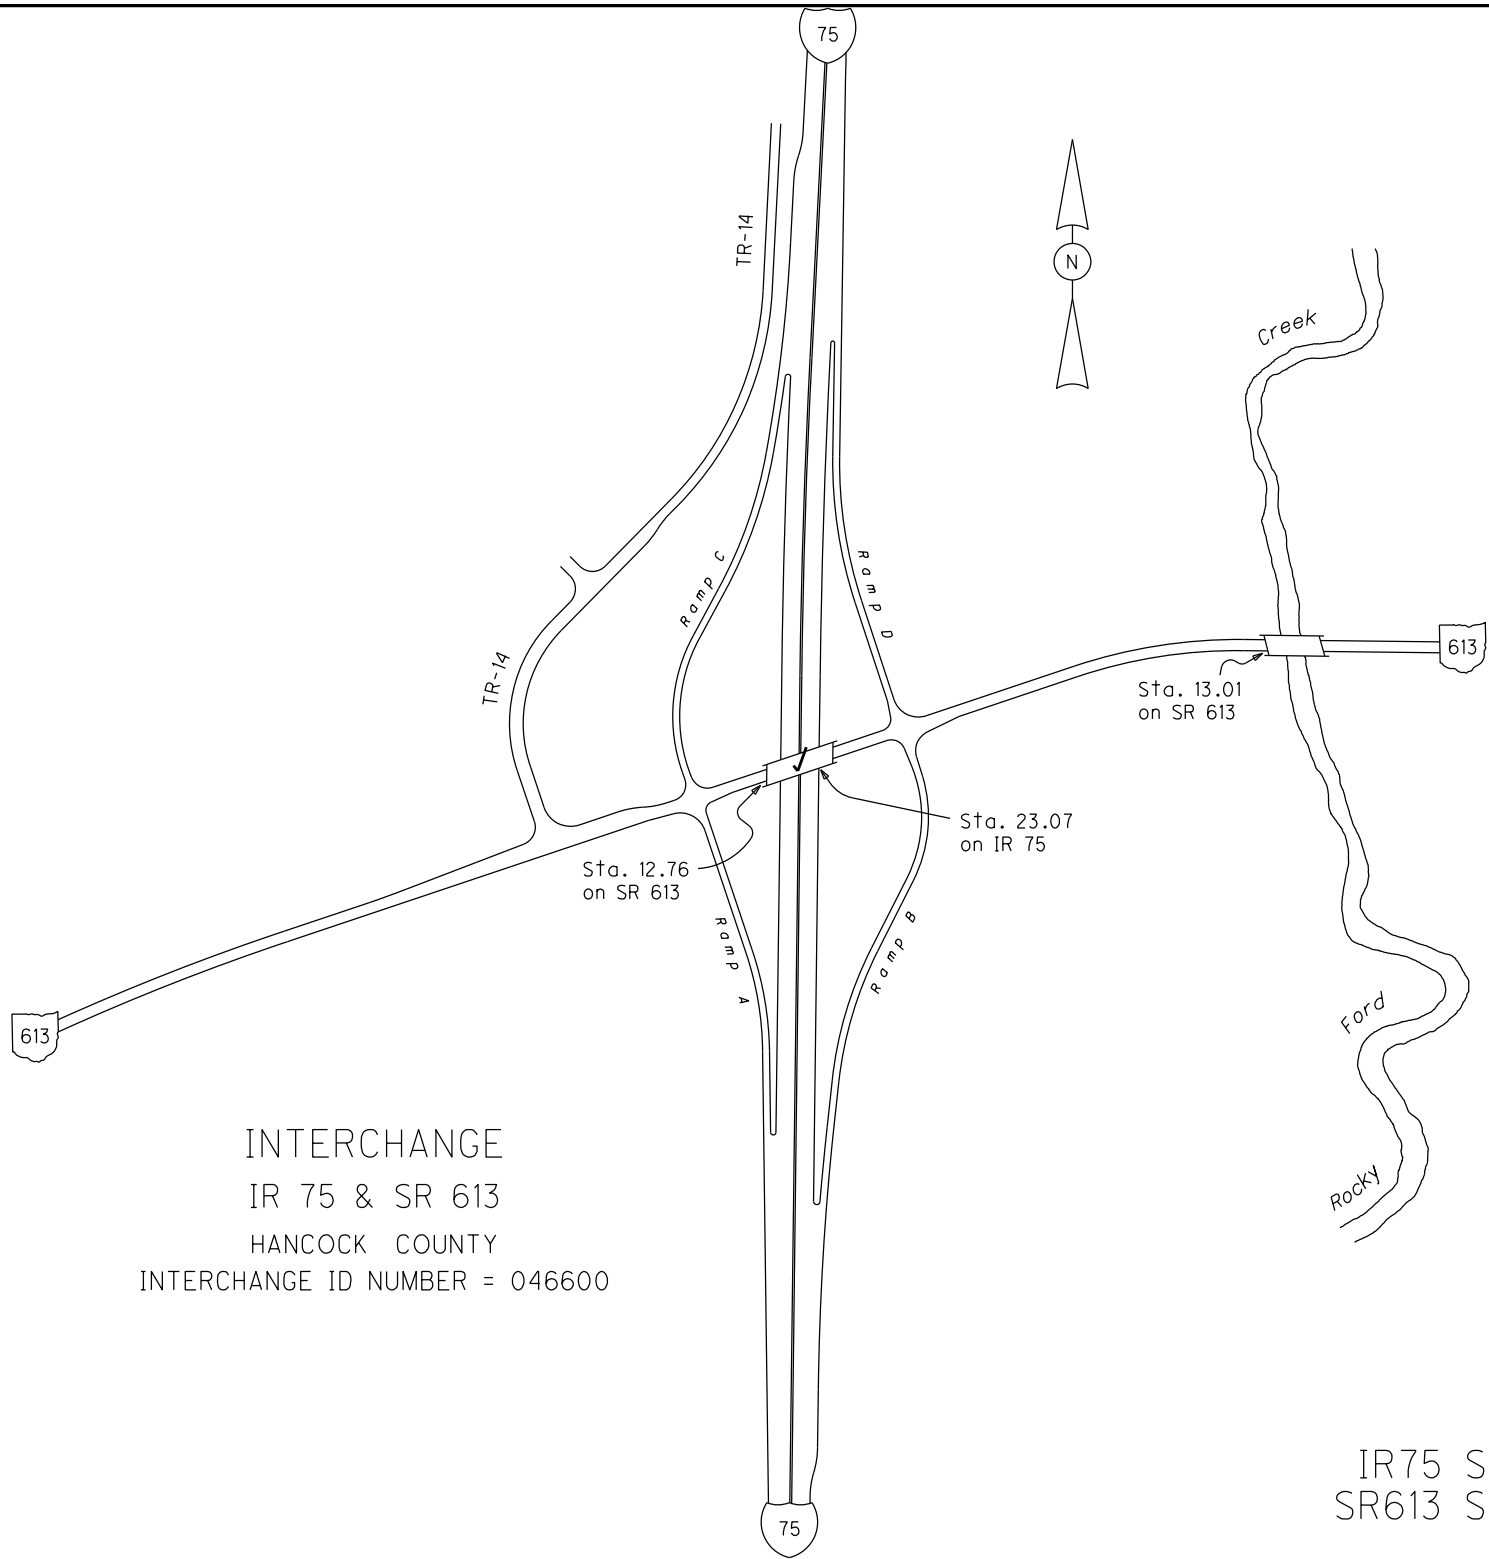 75
TR-14
N
Creek
Ramp C
Ramp D
TR-14
613
Sta. 13.01
on SR 613
Sta. 23.07
on IR 75
Sta. 12.76
on SR 613
Ramp A
Ramp B
Ford
613
Rocky
INTERCHANGE
IR 75 & SR 613
HANCOCK COUNTY
INTERCHANGE ID NUMBER = 046600
IR75 S
SR613 S
75